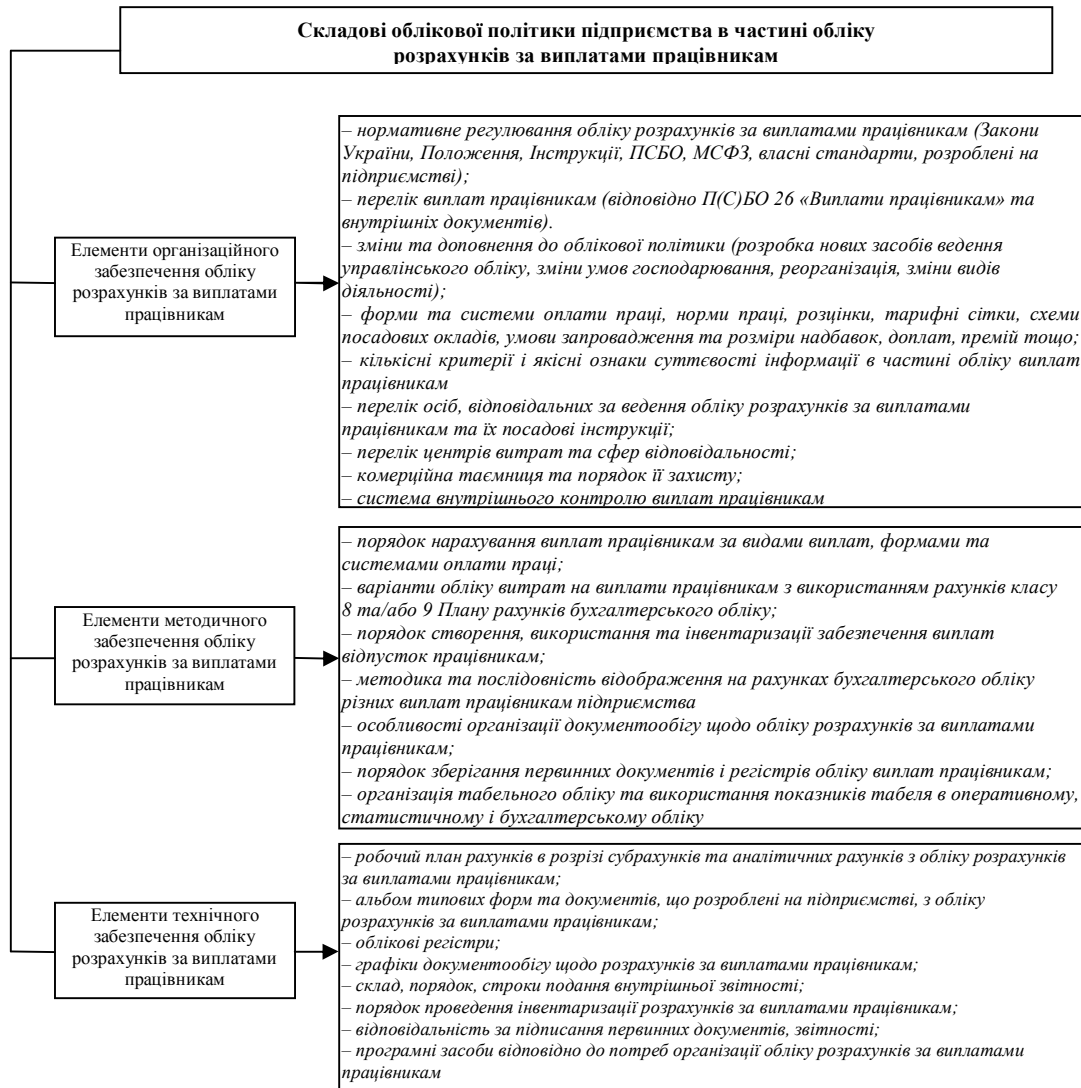 Складові облікової політики підприємства в частині обліку
розрахунків за виплатами працівникам
Елементи організаційного
забезпечення обліку
розрахунків за виплатами
працівникам
– нормативне регулювання обліку розрахунків за виплатами працівникам (Закони
України, Положення, Інструкції, ПСБО, МСФЗ, власні стандарти, розроблені на
підприємстві);
– перелік виплат працівникам (відповідно П(С)БО 26 «Виплати працівникам» та
внутрішніх документів).
– зміни та доповнення до облікової політики (розробка нових засобів ведення
управлінського обліку, зміни умов господарювання, реорганізація, зміни видів
діяльності);
– форми та системи оплати праці, норми праці, розцінки, тарифні сітки, схеми
посадових окладів, умови запровадження та розміри надбавок, доплат, премій тощо;
– кількісні критерії і якісні ознаки суттєвості інформації в частині обліку виплат
працівникам
– перелік осіб, відповідальних за ведення обліку розрахунків за виплатами
працівникам та їх посадові інструкції;
– перелік центрів витрат та сфер відповідальності;
– комерційна таємниця та порядок її захисту;
– система внутрішнього контролю виплат працівникам
Елементи методичного
забезпечення обліку
розрахунків за виплатами
працівникам
– порядок нарахування виплат працівникам за видами виплат, формами та
системами оплати праці;
– варіанти обліку витрат на виплати працівникам з використанням рахунків класу
8 та/або 9 Плану рахунків бухгалтерського обліку;
– порядок створення, використання та інвентаризації забезпечення виплат
відпусток працівникам;
– методика та послідовність відображення на рахунках бухгалтерського обліку
різних виплат працівникам підприємства
– особливості організації документообігу щодо обліку розрахунків за виплатами
працівникам;
– порядок зберігання первинних документів і регістрів обліку виплат працівникам;
– організація табельного обліку та використання показників табеля в оперативному,
статистичному і бухгалтерському обліку
Елементи технічного
забезпечення обліку
розрахунків за виплатами
працівникам
– робочий план рахунків в розрізі субрахунків та аналітичних рахунків з обліку розрахунків
за виплатами працівникам;
– альбом типових форм та документів, що розроблені на підприємстві, з обліку
розрахунків за виплатами працівникам;
– облікові регістри;
– графіки документообігу щодо розрахунків за виплатами працівникам;
– склад, порядок, строки подання внутрішньої звітності;
– порядок проведення інвентаризації розрахунків за виплатами працівникам;
– відповідальність за підписання первинних документів, звітності;
– програмні засоби відповідно до потреб організації обліку розрахунків за виплатами
працівникам